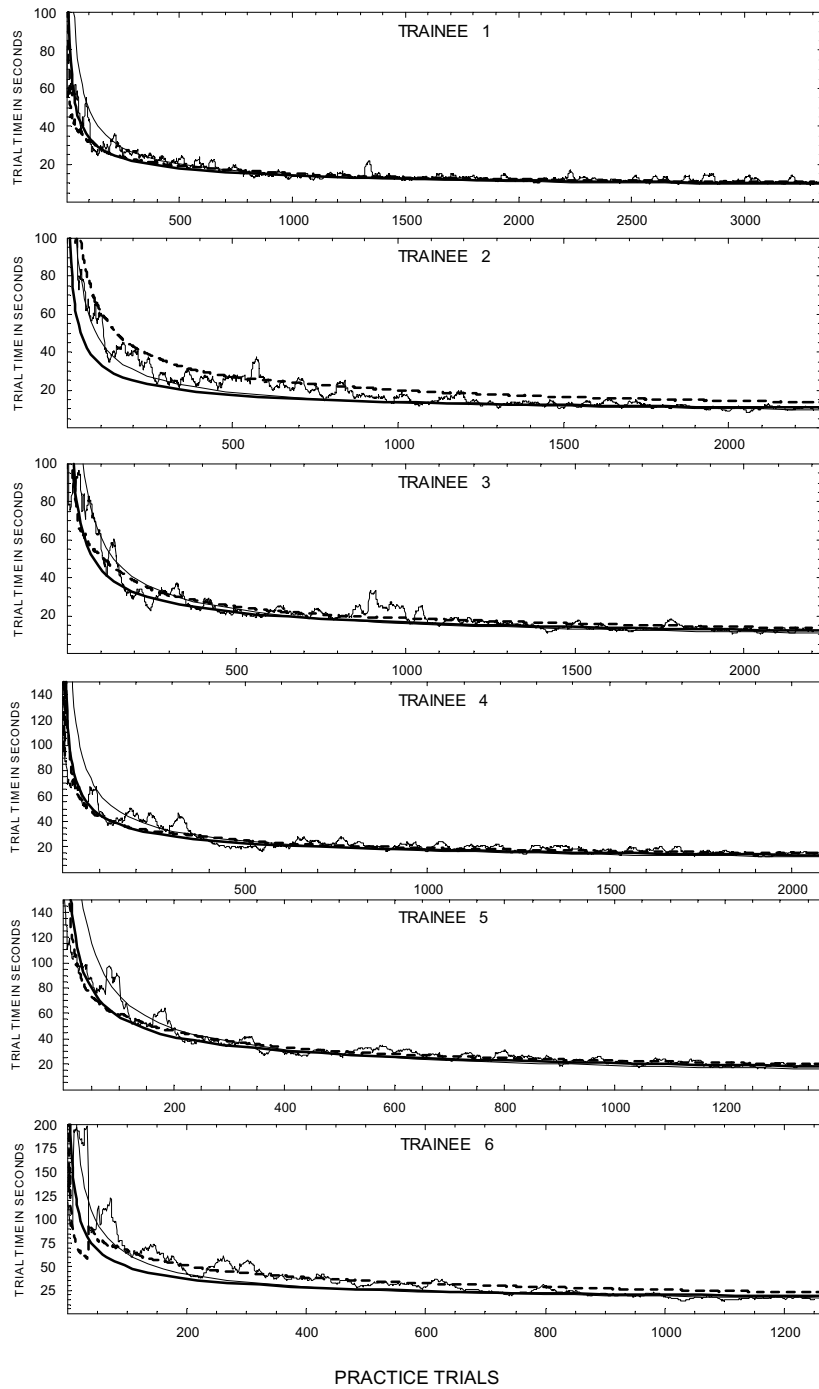 TRAINEE 1
TRIAL TIME IN SECONDS
100
80
60
40
20
500 1000 1500 2000 2500 3000
TRAINEE 2
TRIAL TIME IN SECONDS
100
80
60
40
20
500 1000 1500 2000
TRAINEE 3
TRIAL TIME IN SECONDS
100
80
60
40
20
500 1000 1500 2000
TRAINEE 4
TRIAL TIME IN SECONDS
140
120
100
80
60
40
20
500 1000 1500 2000
TRAINEE 5
TRIAL TIME IN SECONDS
140
120
100
80
60
40
20
200 400 600 800 1000 1200
TRAINEE 6
TRIAL TIME IN SECONDS
200
175
150
125
100
75
50
25
200 400 600 800 1000 1200
PRACTICE TRIALS